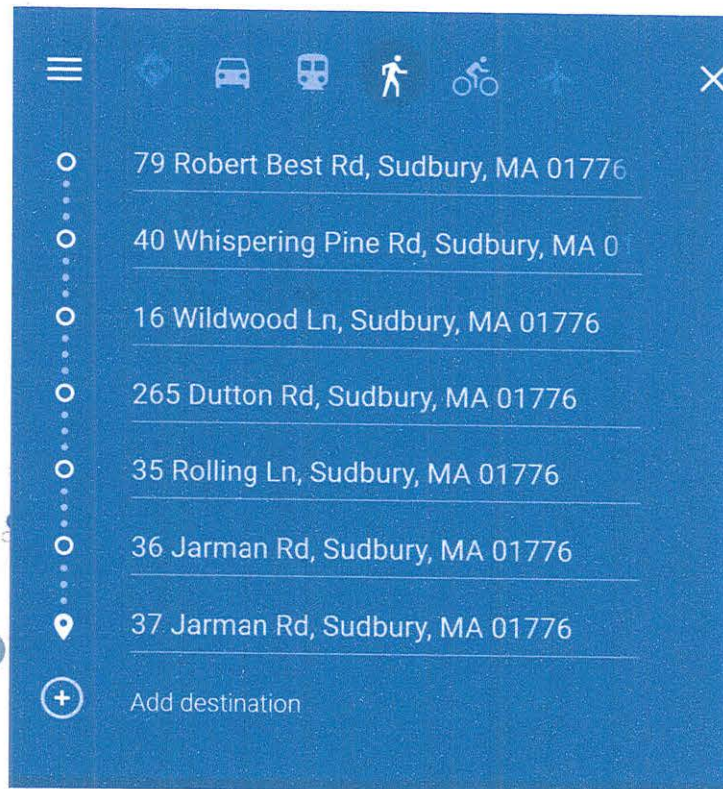 79 Robert Best Rd, Sudbury, MA 01776
40 Whispering Pine Rd, Sudbury, MA 0
16 Wildwood Ln, Sudbury, MA 01776
265 Dutton Rd, Sudbury, MA 01776
35 Rolling Ln, Sudbury, MA 01776
36 Jarman Rd, Sudbury, MA 01776
37 Jarman Rd, Sudbury, MA 01776
Add destination